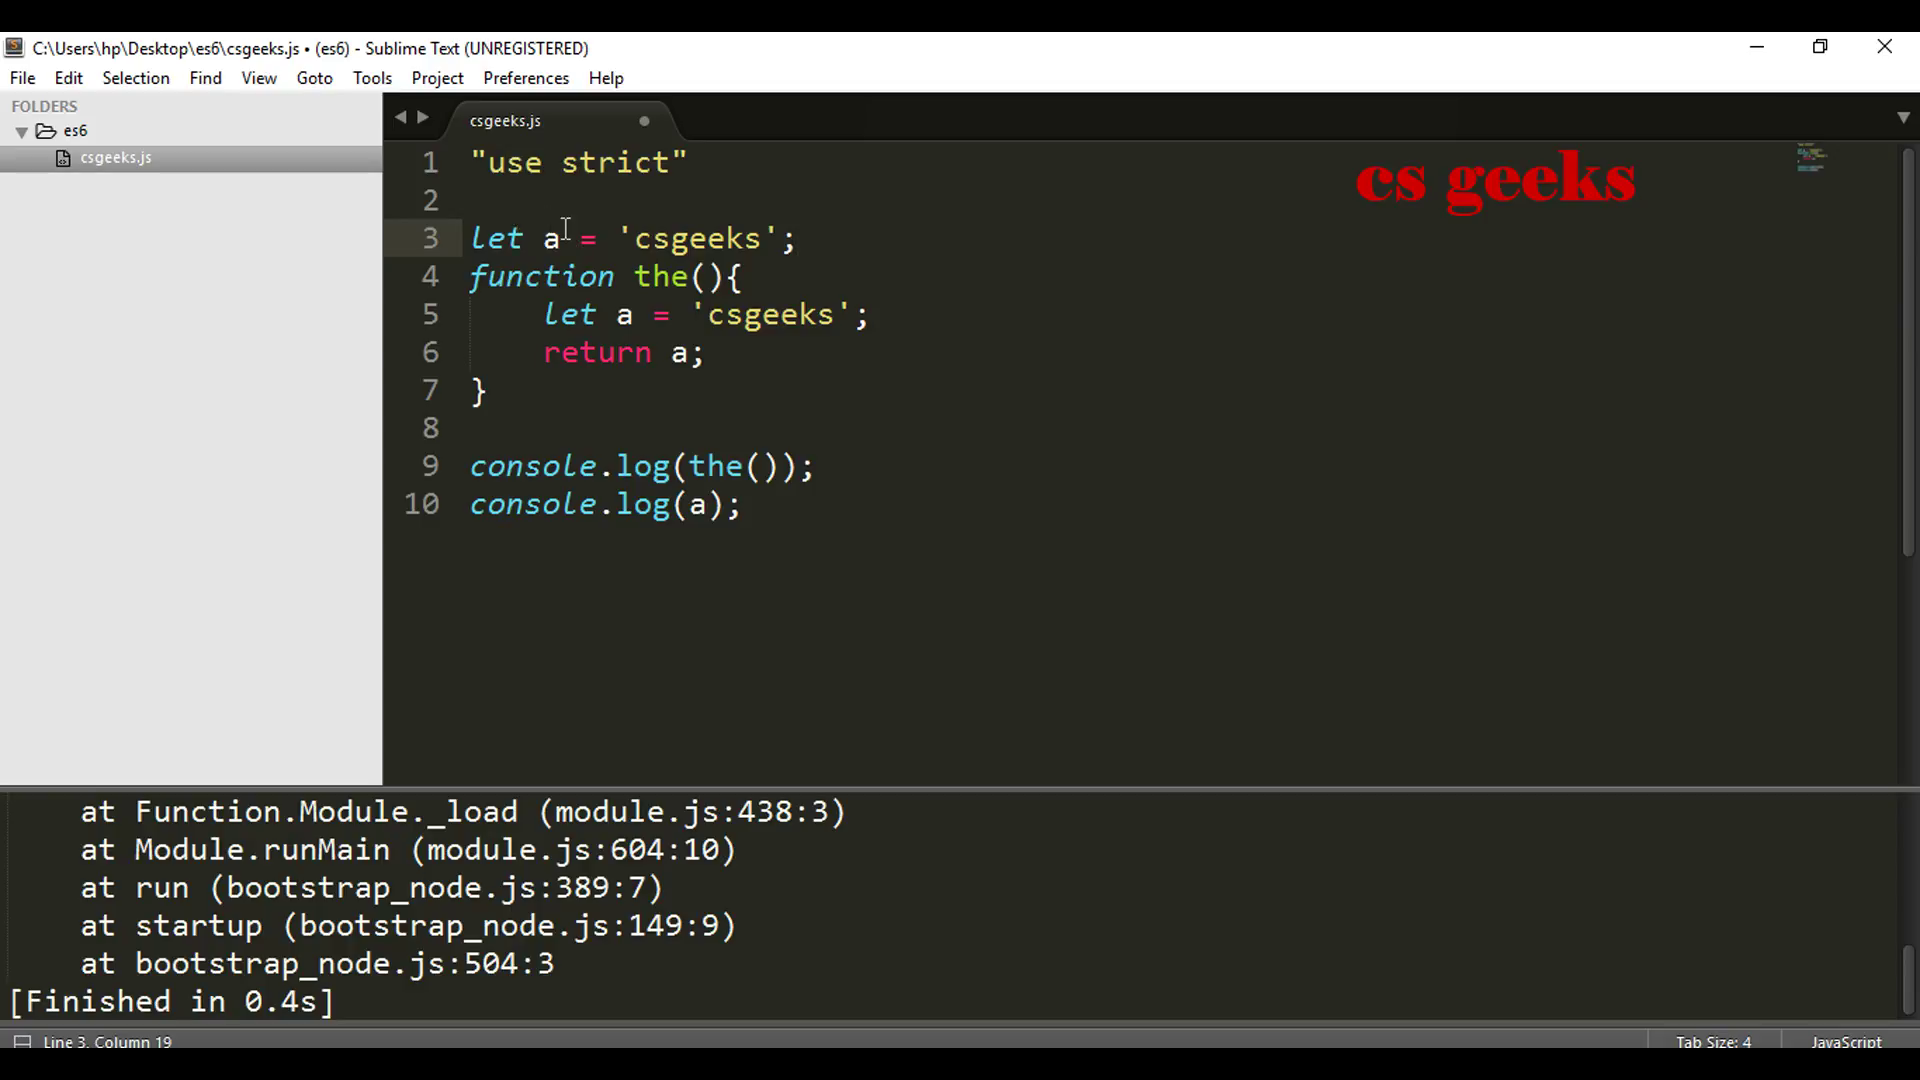 C:\Users\hp\Desktop\es6\csgeeks.js • (es6) - Sublime Text (UNREGISTERED)
File Edit Selection Find View Goto Tools Project Preferences Help
FOLDERS
es6
csgeeks.js
csgeeks.js
cs geeks
1 "use strict"
2
3 let a = 'csgeeks';
4 function the(){
5 let a = 'csgeeks';
6 return a;
7 }
8
9 console.log(the());
10 console.log(a);
at Function.Module._load (module.js:438:3)
at Module.runMain (module.js:604:10)
at run (bootstrap_node.js:389:7)
at startup (bootstrap_node.js:149:9)
at bootstrap_node.js:504:3
[Finished in 0.4s]
Line 3, Column 19 Tab Size: 4 JavaScript